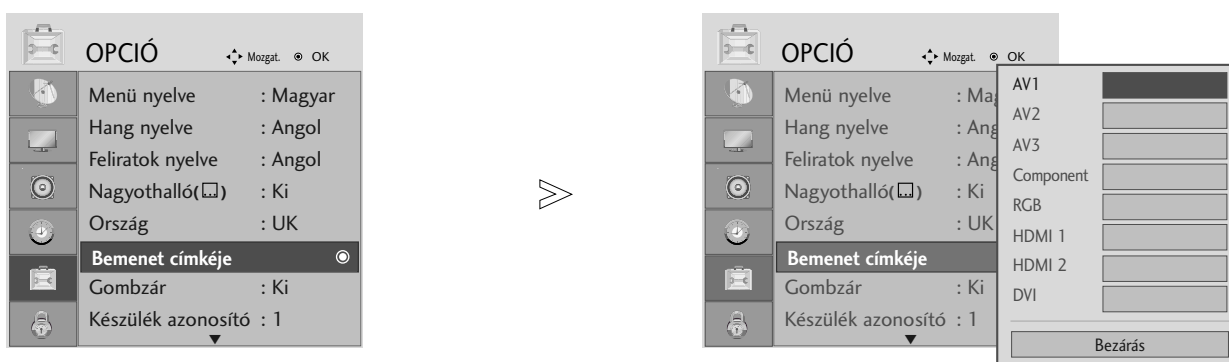 OPCIÓ Mozgat. OK
Menü nyelve : Magyar
Hang nyelve : Angol
Feliratok nyelve : Angol
Nagyothalló( ) : Ki
Ország : UK
Bemenet címkéje
Gombzár : Ki
Készülék azonosító : 1
OPCIÓ Mozgat. OK
Menü nyelve : Mag
Hang nyelve : Ang
Feliratok nyelve : Ang
Nagyothalló( ) : Ki
Ország : UK
Bemenet címkéje
Gombzár : Ki
Készülék azonosító : 1
AV1
AV2
AV3
Component
RGB
HDMI 1
HDMI 2
DVI
Bezárás